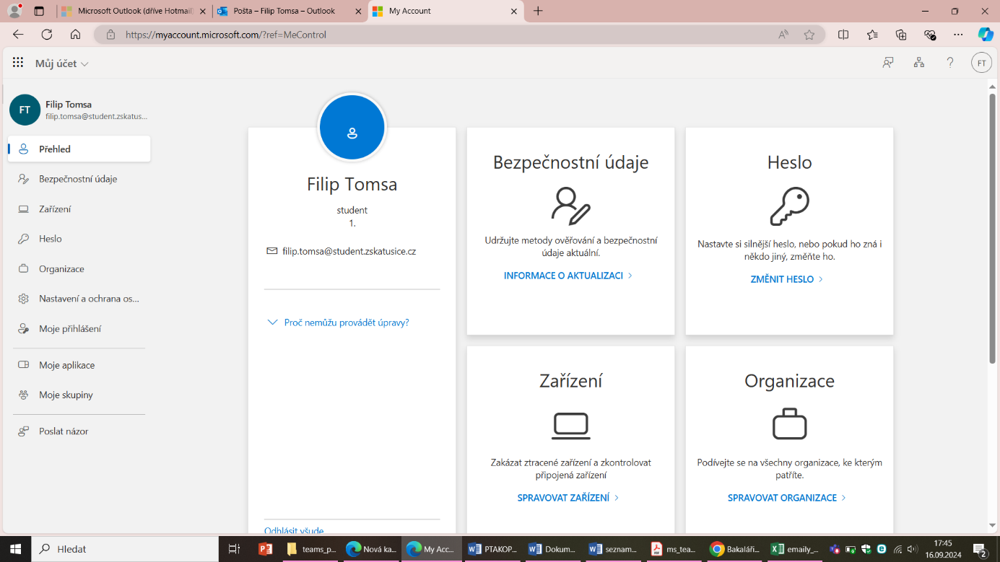 Microsoft Outlook (dříve Hotmail)
Pošta – Filip Tomsa – Outlook
My Account
https://myaccount.microsoft.com/?ref=MeControl
Můj účet
FT
FT
Filip Tomsa
filip.tomsa@student.zskatus...
Přehled
Bezpečnostní údaje
Zařízení
Heslo
Organizace
Nastavení a ochrana os...
Moje přihlášení
Moje aplikace
Moje skupiny
Poslat názor
Filip Tomsa
student
1.
filip.tomsa@student.zskatusice.cz
Proč nemůžu provádět úpravy?
Odhlásit všude
Bezpečnostní údaje
Udržujte metody ověřování a bezpečnostní
údaje aktuální.
INFORMACE O AKTUALIZACI
Heslo
Nastavte si silnější heslo, nebo pokud ho zná i
někdo jiný, změňte ho.
ZMĚNIT HESLO
Zařízení
Zakázat ztracené zařízení a zkontrolovat
připojená zařízení
SPRAVOVAT ZAŘÍZENÍ
Organizace
Podívejte se na všechny organizace, ke kterým
patříte.
SPRAVOVAT ORGANIZACE
Hledat
teams_p...
Nová ka...
My Acc...
PTAKOP...
Dokum...
seznam...
ms_tea...
Bakaláři...
emaily_...
17:45
16.09.2024
2